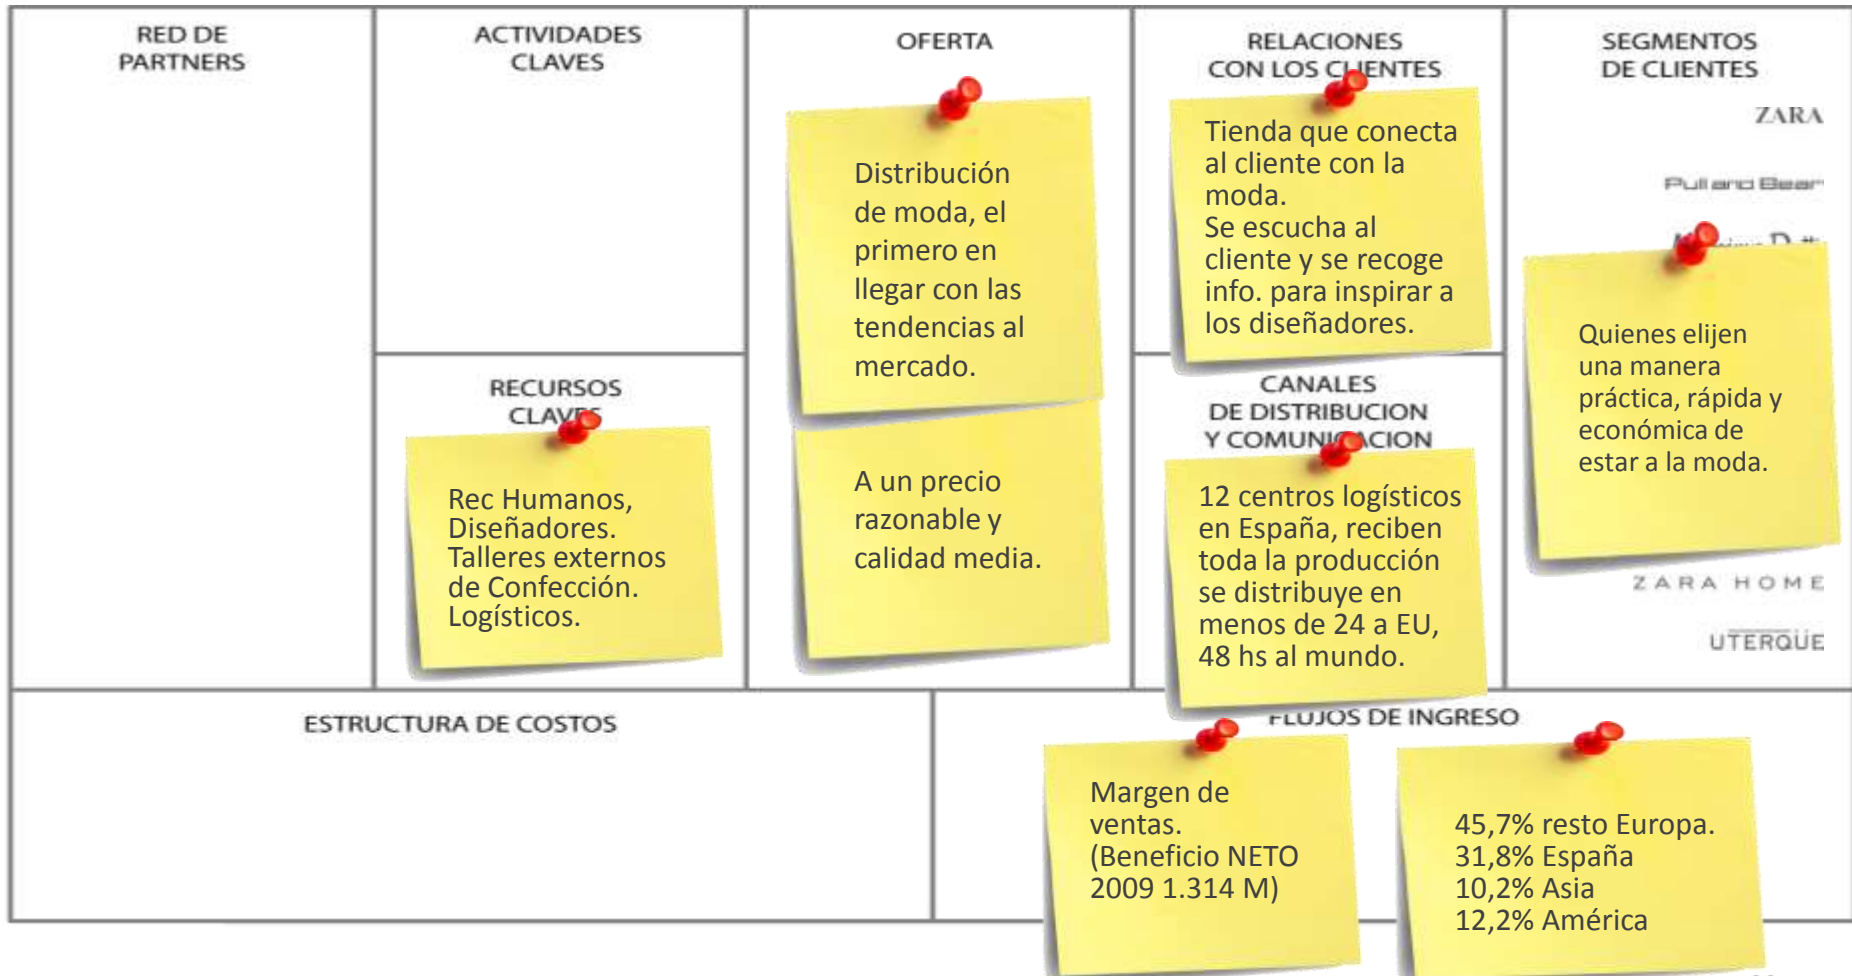 RED DE
PARTNERS
ACTIVIDADES
CLAVES
OFERTA
Distribución
de moda, el
primero en
llegar con las
tendencias al
mercado.
A un precio
razonable y
calidad media.
RELACIONES
CON LOS CLIENTES
Tienda que conecta
al cliente con la
moda.
Se escucha al
cliente y se recoge
info. para inspirar a
los diseñadores.
SEGMENTOS
DE CLIENTES
ZARA
Pull and Bear
Quienes elijen
una manera
práctica, rápida y
económica de
estar a la moda.
ZARA HOME
UTERQÜE
RECURSOS
CLAVES
Rec Humanos,
Diseñadores.
Talleres externos
de Confección.
Logísticos.
CANALES
DE DISTRIBUCION
Y COMUNICACION
12 centros logísticos
en España, reciben
toda la producción
se distribuye en
menos de 24 a EU,
48 hs al mundo.
ESTRUCTURA DE COSTOS
FLUJOS DE INGRESO
Margen de
ventas.
(Beneficio NETO
2009 1.314 M)
45,7% resto Europa.
31,8% España
10,2% Asia
12,2% América